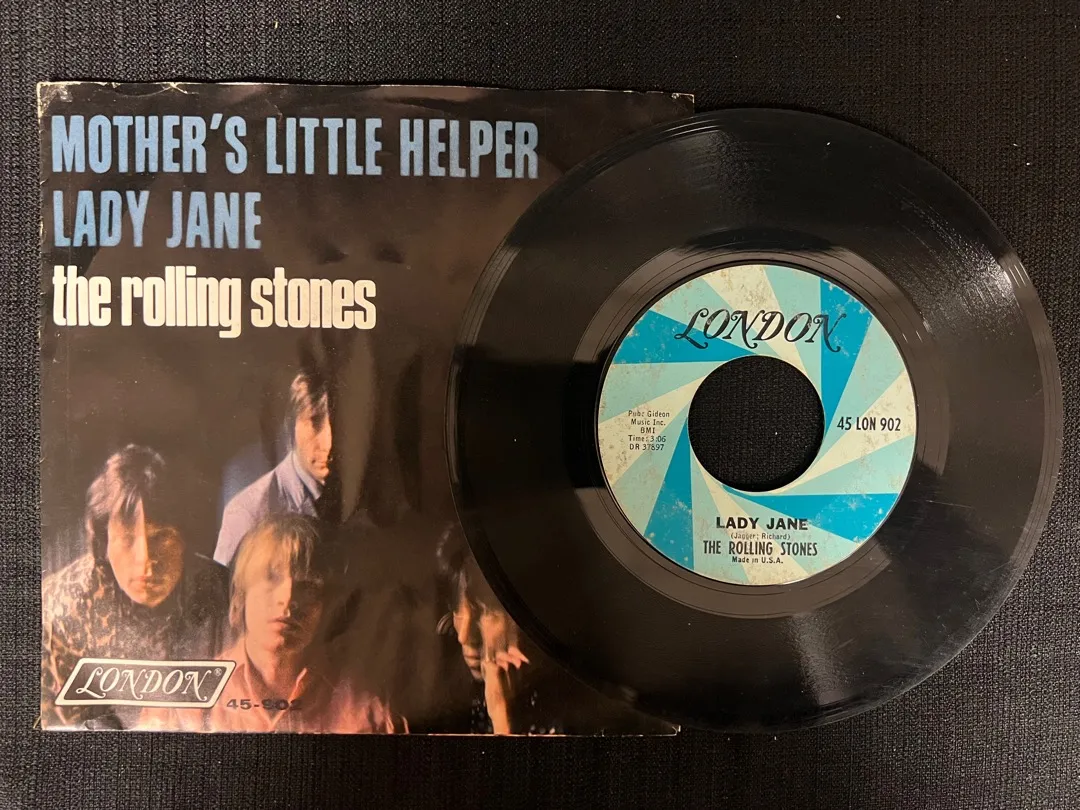 MOTHER'S LITTLE HELPER
LADY JANE
the rolling stones
LONDON®
45-902
LONDON
45 LON 902
Pub: Gideon
Music Inc.
BMI
Time: 3:06
DR 37897
LADY JANE
(Jagger; Richard)
THE ROLLING STONES
Made in U.S.A.